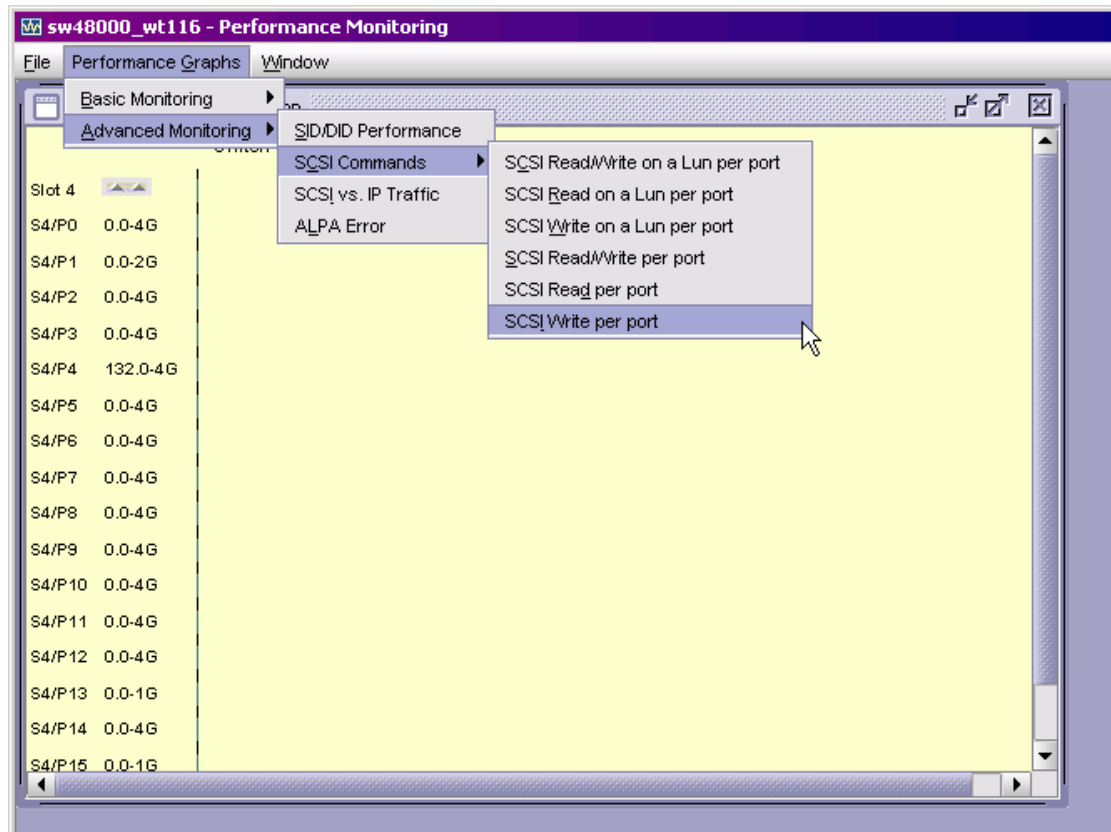 sw48000_wt116 - Performance Monitoring
File Performance Graphs Window
Basic Monitoring
Advanced Monitoring
SID/DID Performance
SCSI Commands
SCSI vs. IP Traffic
ALPA Error
SCSI Read/Write on a Lun per port
SCSI Read on a Lun per port
SCSI Write on a Lun per port
SCSI Read/Write per port
SCSI Read per port
SCSI Write per port
Slot 4
S4/P0 0.0-4G
S4/P1 0.0-2G
S4/P2 0.0-4G
S4/P3 0.0-4G
S4/P4 132.0-4G
S4/P5 0.0-4G
S4/P6 0.0-4G
S4/P7 0.0-4G
S4/P8 0.0-4G
S4/P9 0.0-4G
S4/P10 0.0-4G
S4/P11 0.0-4G
S4/P12 0.0-4G
S4/P13 0.0-1G
S4/P14 0.0-4G
S4/P15 0.0-1G